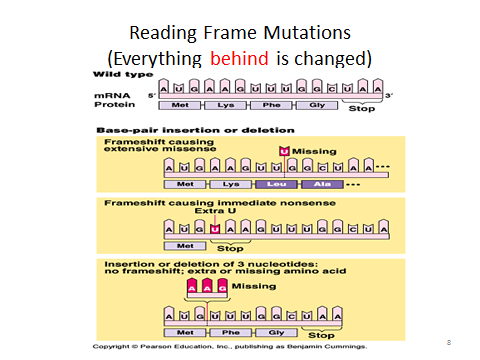 Reading Frame Mutations
(Everything behind is changed)
Wild type
mRNA 5′ A U G A A G U U U G G C U A A 3′
Protein Met Lys Phe Gly Stop
Base-pair insertion or deletion
Frameshift causing
extensive missense
U Missing
A U G A A G U U G G C U A A
Met Lys Leu Ala
Frameshift causing immediate nonsense
Extra U
A U G U A A G U U U G G C U A
Met Stop
Insertion or deletion of 3 nucleotides:
no frameshift; extra or missing amino acid
A A G Missing
A U G U U U G G C U A A
Met Phe Gly Stop
Copyright © Pearson Education, Inc., publishing as Benjamin Cummings.
8